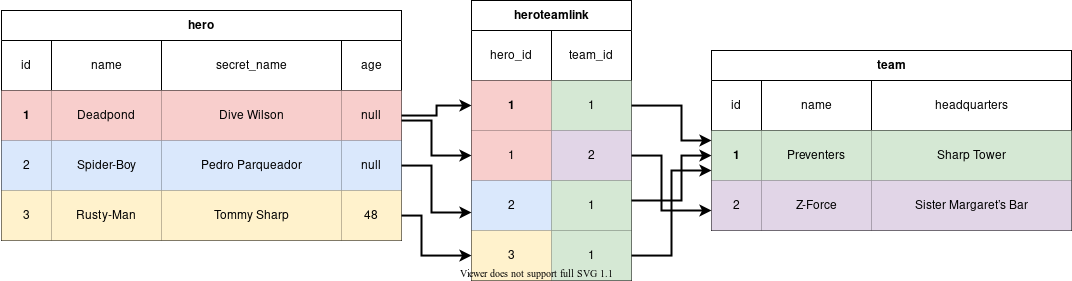 hero
id name secret_name age
1 Deadpond Dive Wilson null
2 Spider-Boy Pedro Parqueador null
3 Rusty-Man Tommy Sharp 48
heroteamlink
hero_id team_id
1 1
1 2
2 1
3 1
team
id name headquarters
1 Preventers Sharp Tower
2 Z-Force Sister Margaret's Bar
Viewer does not support full SVG 1.1